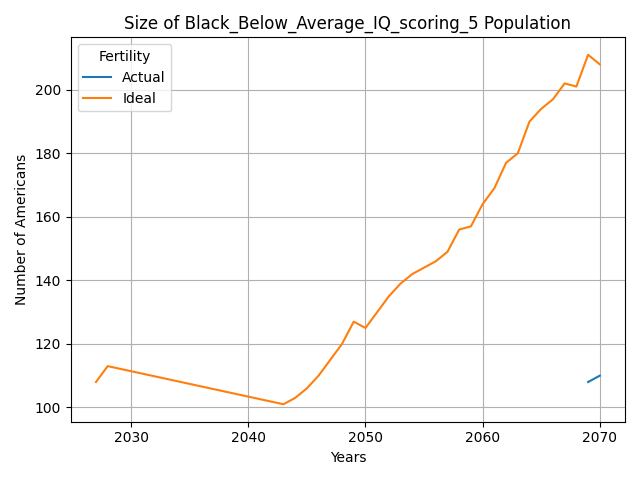 Size of Black_Below_Average_IQ_scoring_5 Population
Fertility
Actual
Ideal
Number of Americans
200
180
160
140
120
100
2030
2040
2050
2060
2070
Years